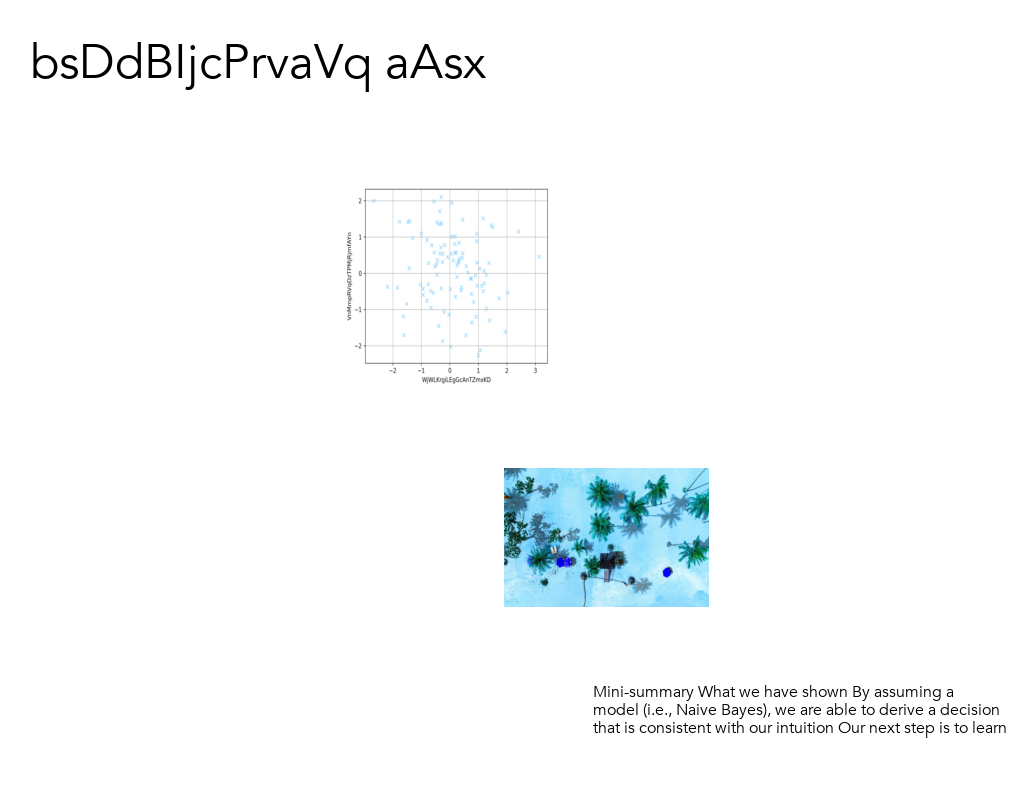 bsDdBIjcPrvaVq aAsx
2
1
0
−1
−2
−2 −1 0 1 2 3
WjWLKrgiLEgGcAnTZmxKD
Mini-summary What we have shown By assuming a
model (i.e., Naive Bayes), we are able to derive a decision
that is consistent with our intuition Our next step is to learn